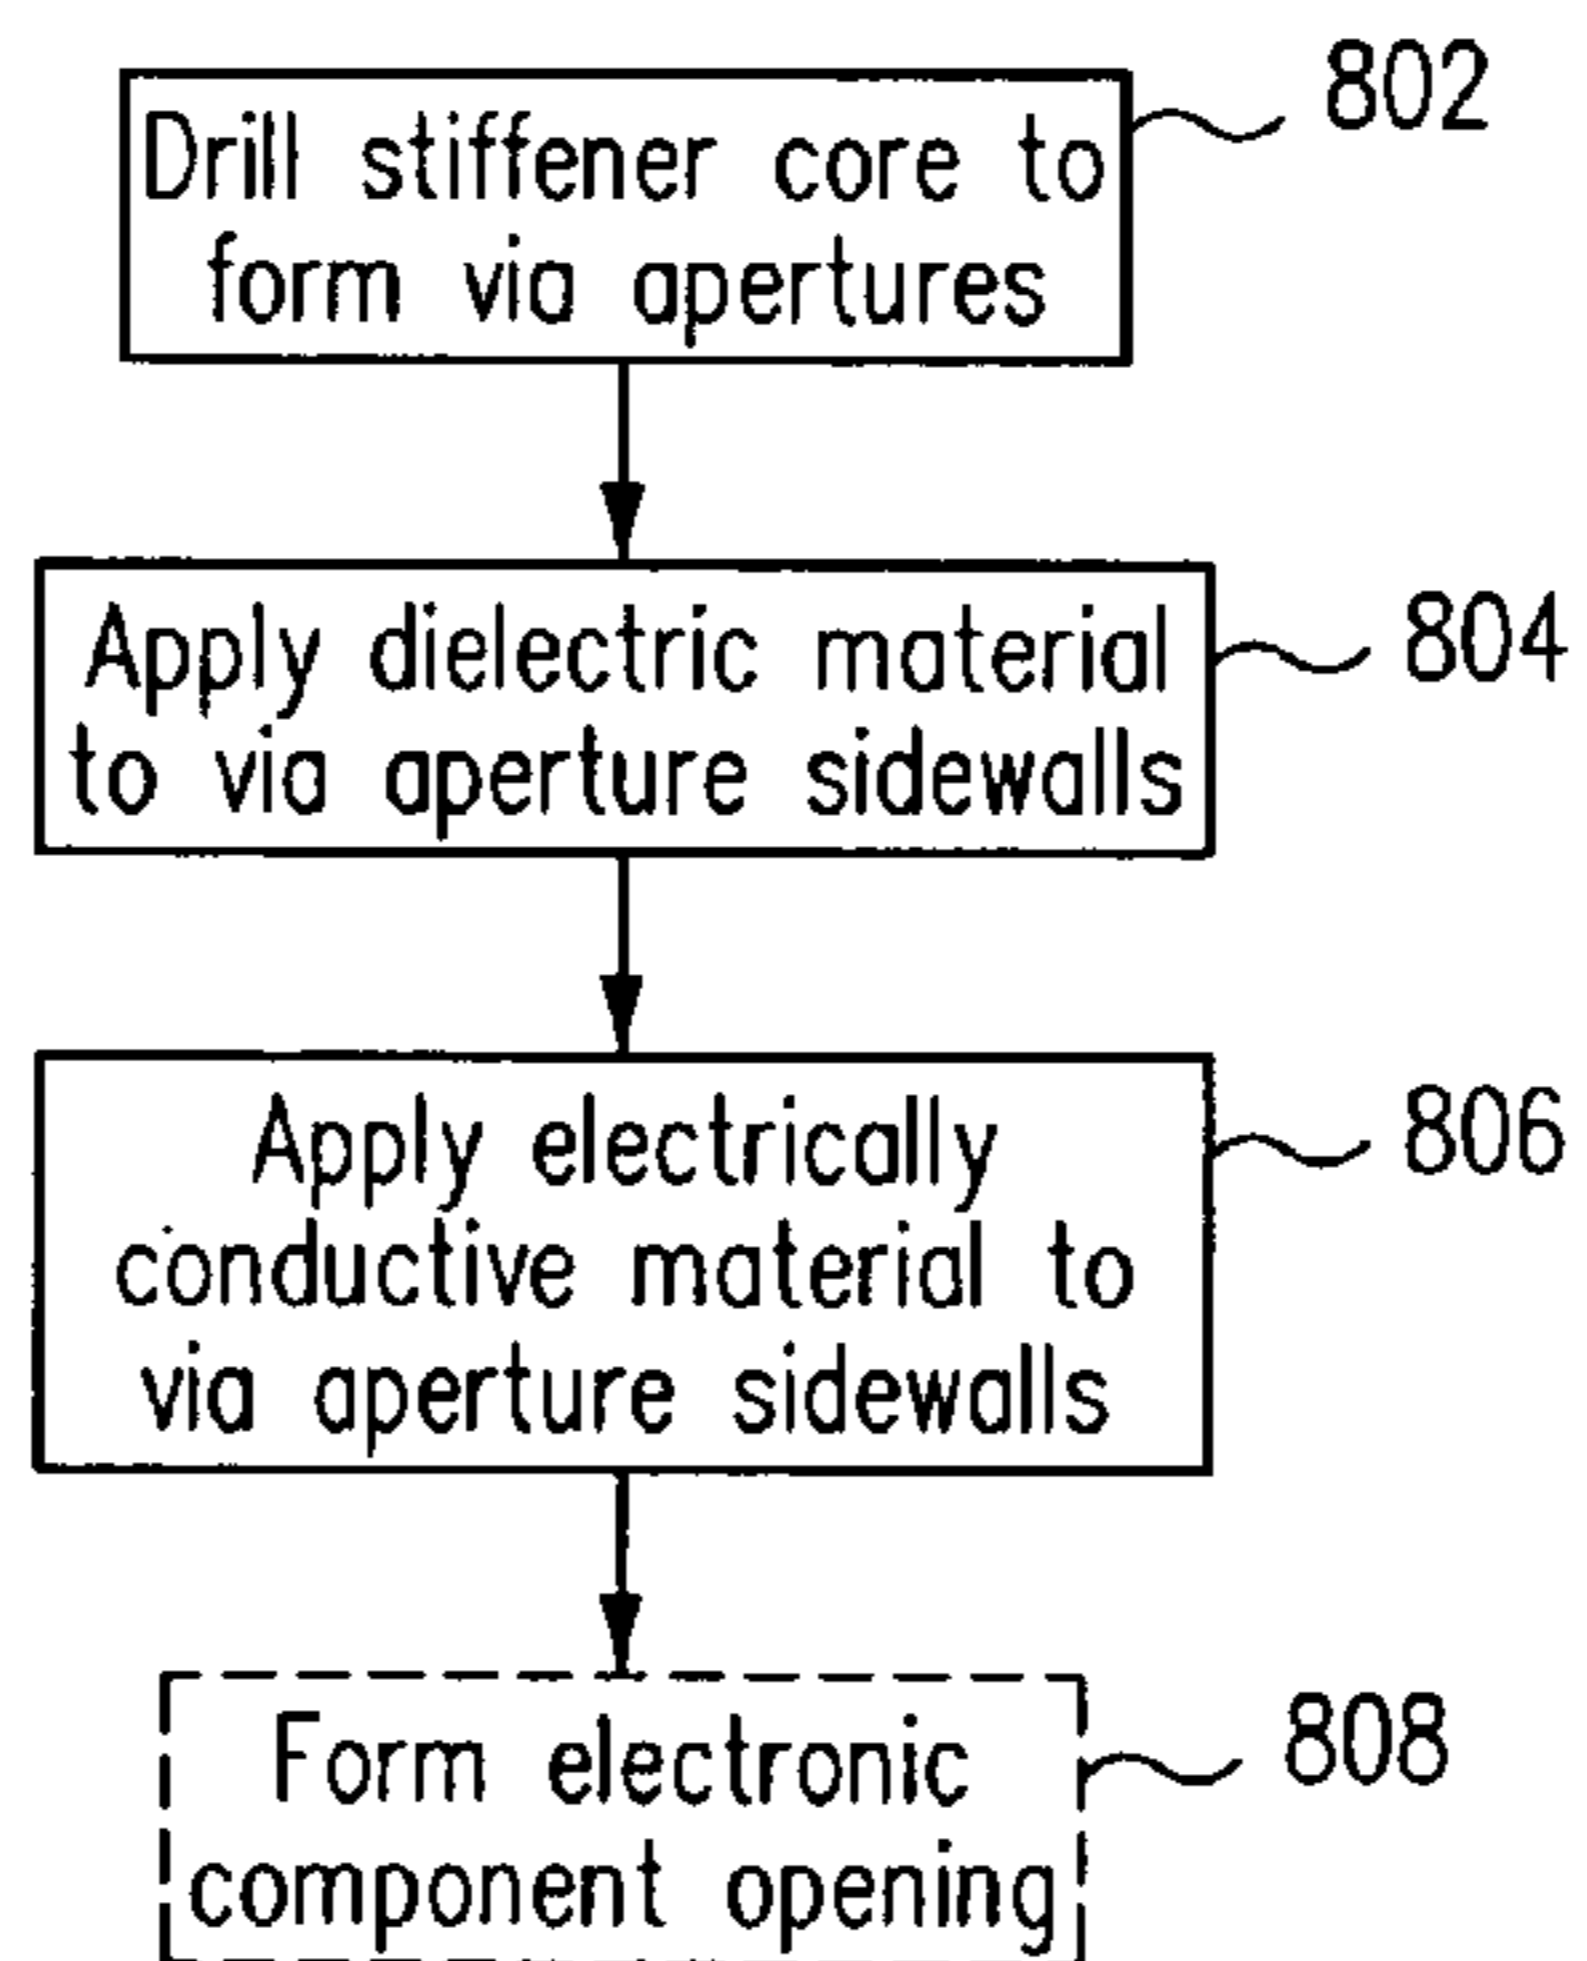 Drill stiffener core to
form via apertures
802
Apply dielectric material
to via aperture sidewalls
804
Apply electrically
conductive material to
via aperture sidewalls
806
Form electronic
component opening
808